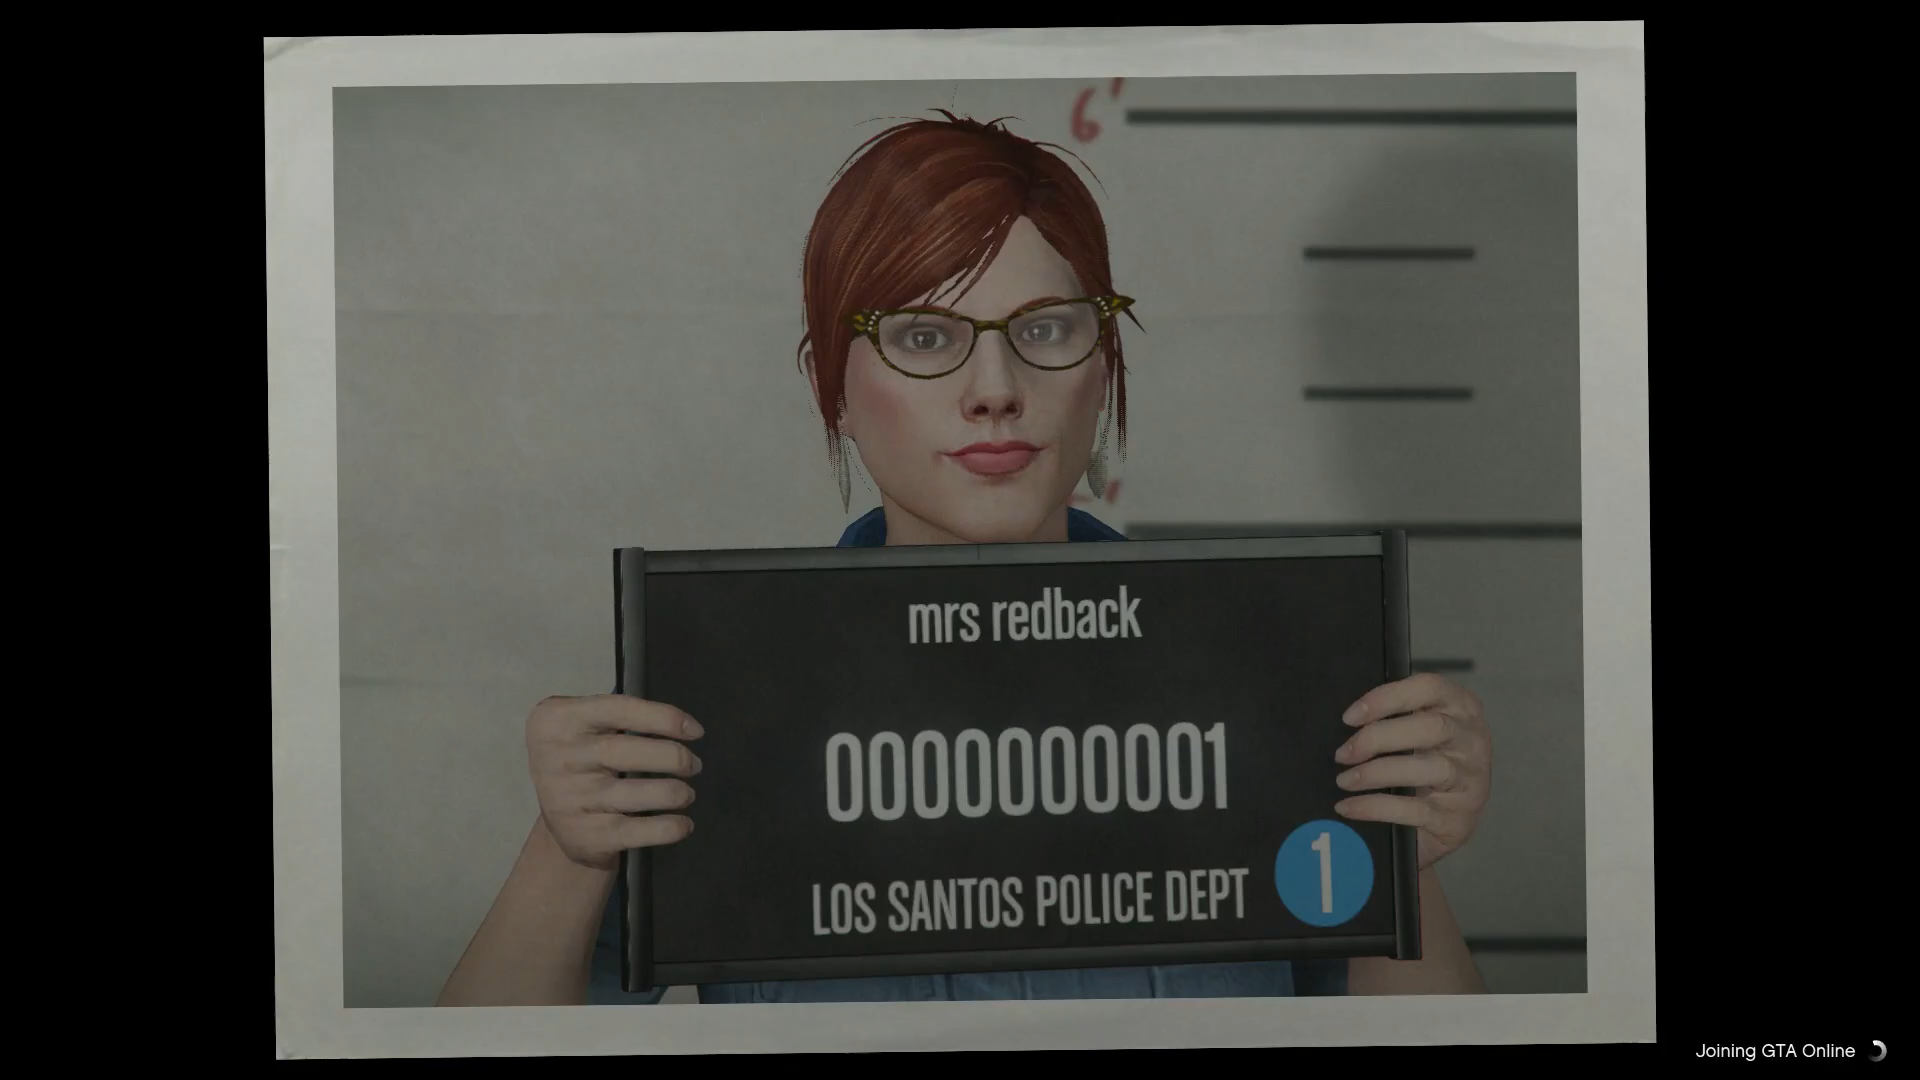 6'
mrs redback
0000000001
LOS SANTOS POLICE DEPT
1
Joining GTA Online